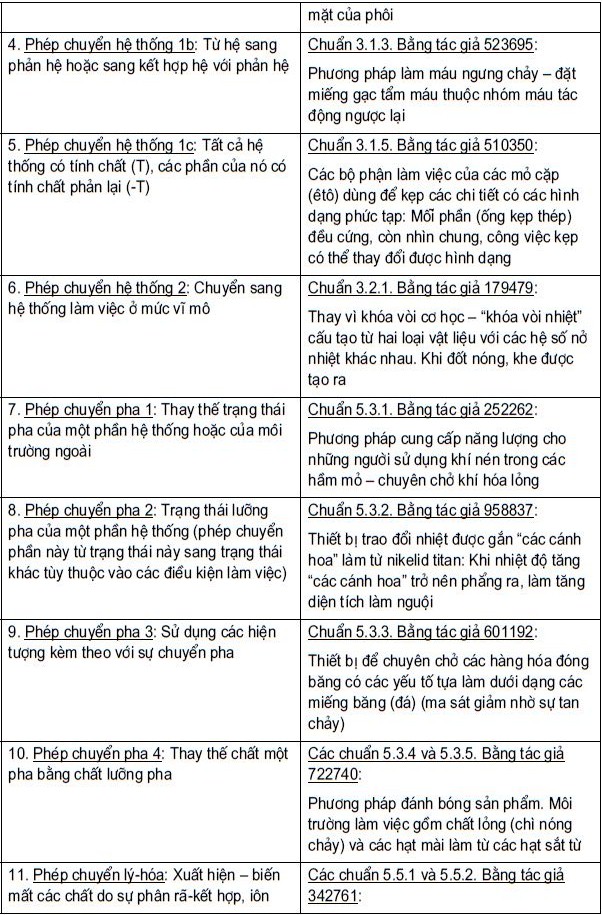 mặt của phôi
4. Phép chuyển hệ thống 1b: Từ hệ sang
phản hệ hoặc sang kết hợp hệ với phản hệ
Chuẩn 3.1.3. Bằng tác giả 523695:
Phương pháp làm máu ngưng chảy – đặt
miếng gạc tẩm máu thuộc nhóm máu tác
động ngược lại
5. Phép chuyển hệ thống 1c: Tất cả hệ
thống có tính chất (T), các phần của nó có
tính chất phản lại (-T)
Chuẩn 3.1.5. Bằng tác giả 510350:
Các bộ phận làm việc của các mỏ cặp
(êtô) dùng để kẹp các chi tiết có các hình
dạng phức tạp: Mỗi phần (ống kẹp thép)
đều cứng, còn nhìn chung, công việc kẹp
có thể thay đổi được hình dạng
6. Phép chuyển hệ thống 2: Chuyển sang
hệ thống làm việc ở mức vĩ mô
Chuẩn 3.2.1. Bằng tác giả 179479:
Thay vì khóa vòi cơ học – “khóa vòi nhiệt”
cấu tạo từ hai loại vật liệu với các hệ số nở
nhiệt khác nhau. Khi đốt nóng, khe được
tạo ra
7. Phép chuyển pha 1: Thay thế trạng thái
pha của một phần hệ thống hoặc của môi
trường ngoài
Chuẩn 5.3.1. Bằng tác giả 252262:
Phương pháp cung cấp năng lượng cho
những người sử dụng khí nén trong các
hầm mỏ – chuyên chở khí hóa lỏng
8. Phép chuyển pha 2: Trạng thái lưỡng
pha của một phần hệ thống (phép chuyển
phần này từ trạng thái này sang trạng thái
khác tùy thuộc vào các điều kiện làm việc)
Chuẩn 5.3.2. Bằng tác giả 958837:
Thiết bị trao đổi nhiệt được gắn “các cánh
hoa” làm từ nikelid titan: Khi nhiệt độ tăng
“các cánh hoa” trở nên phẳng ra, làm tăng
diện tích làm nguội
9. Phép chuyển pha 3: Sử dụng các hiện
tượng kèm theo với sự chuyển pha
Chuẩn 5.3.3. Bằng tác giả 601192:
Thiết bị để chuyên chở các hàng hóa đóng
băng có các yếu tố tựa làm dưới dạng các
miếng băng (đá) (ma sát giảm nhờ sự tan
chảy)
10. Phép chuyển pha 4: Thay thế chất một
pha bằng chất lưỡng pha
Các chuẩn 5.3.4 và 5.3.5. Bằng tác giả
722740:
Phương pháp đánh bóng sản phẩm. Môi
trường làm việc gồm chất lỏng (chì nóng
chảy) và các hạt mài làm từ các hạt sắt từ
11. Phép chuyển lý-hóa: Xuất hiện – biến
mất các chất do sự phân rã-kết hợp, iôn
Các chuẩn 5.5.1 và 5.5.2. Bằng tác giả
342761: